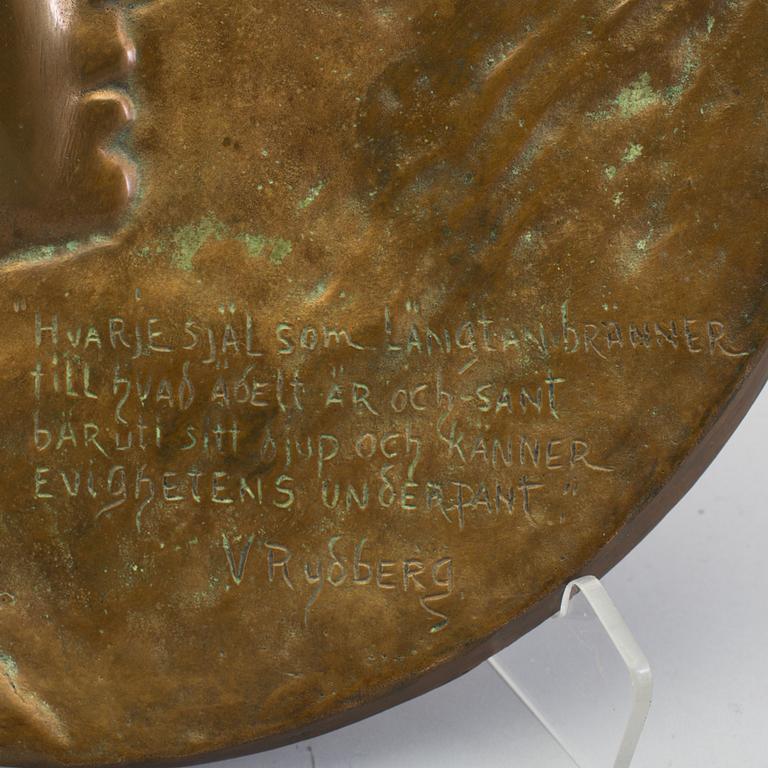 "HVARJE SJÄL SOM LÄNGTAN BRÄNNER
till hvad ädelt är och sant
bär uti sitt djup och känner
EVIGHETENS UNDERPANT"
V Rydberg